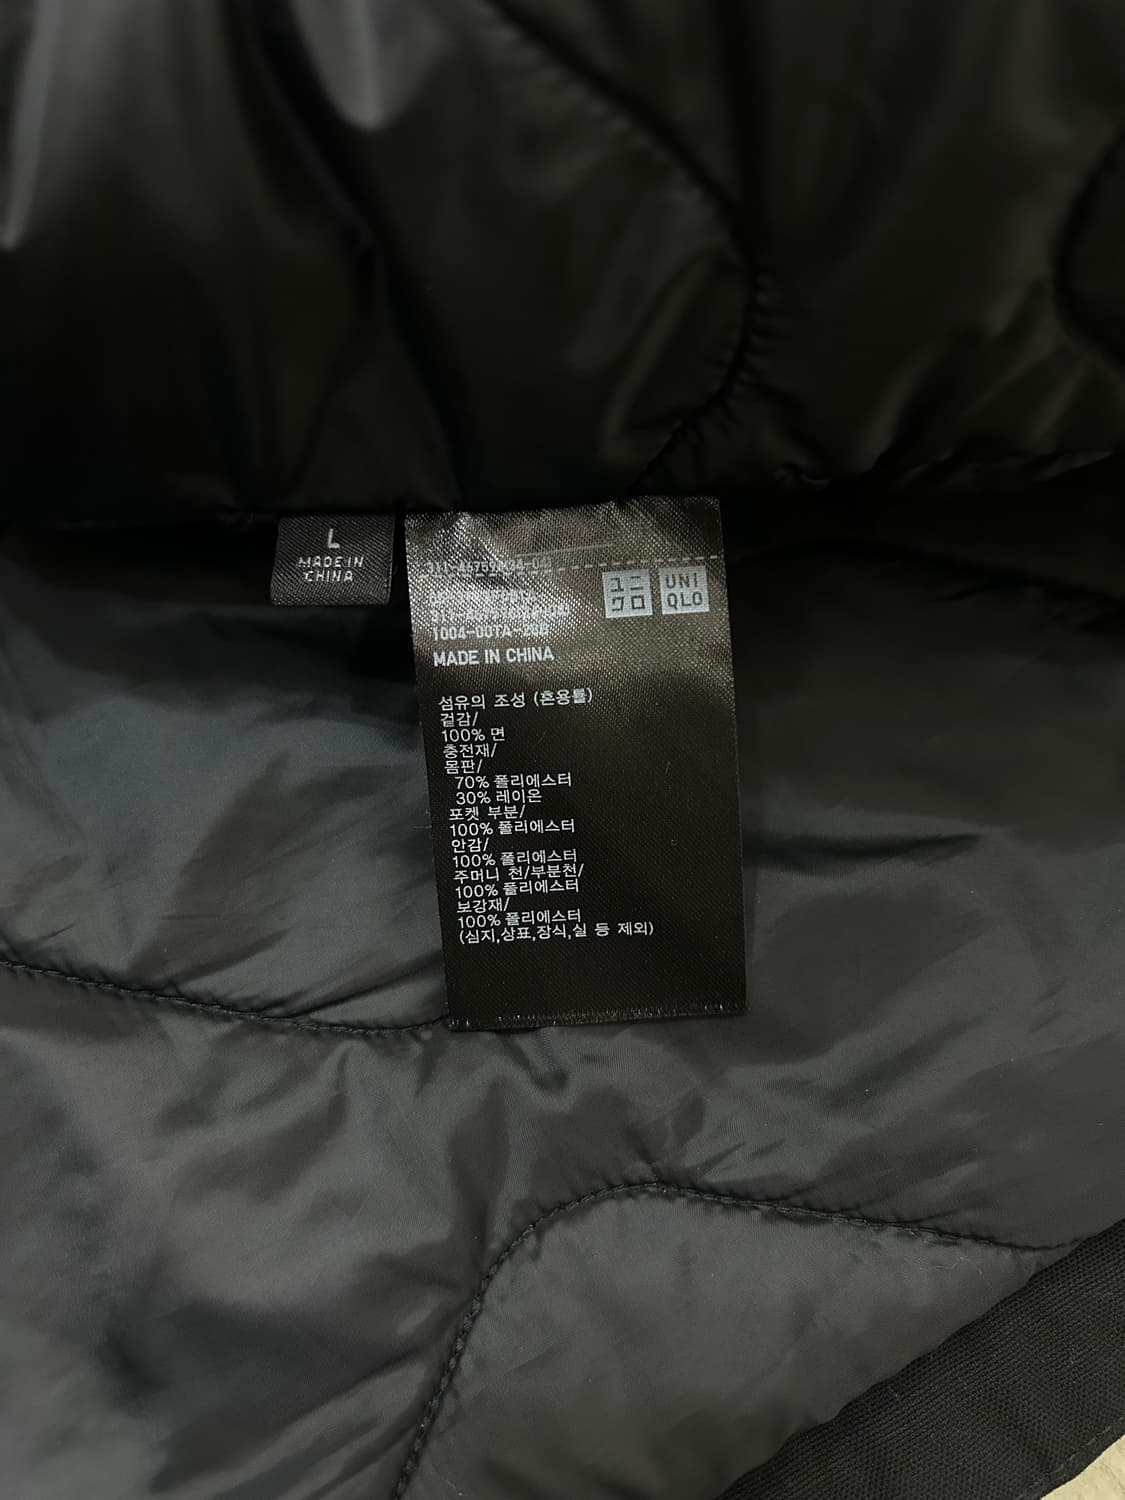 L
MADE IN
CHINA
ユニ
クロ
UNI
QLO
MADE IN CHINA
섬유의 조성 (혼용률)
겉감/
100% 면
충전재/
몸판/
70% 폴리에스터
30% 레이온
포켓 부분/
100% 폴리에스터
안감/
100% 폴리에스터
주머니 천/부분천/
100% 폴리에스터
보강재/
100% 폴리에스터
(심지,상표,장식,실 등 제외)